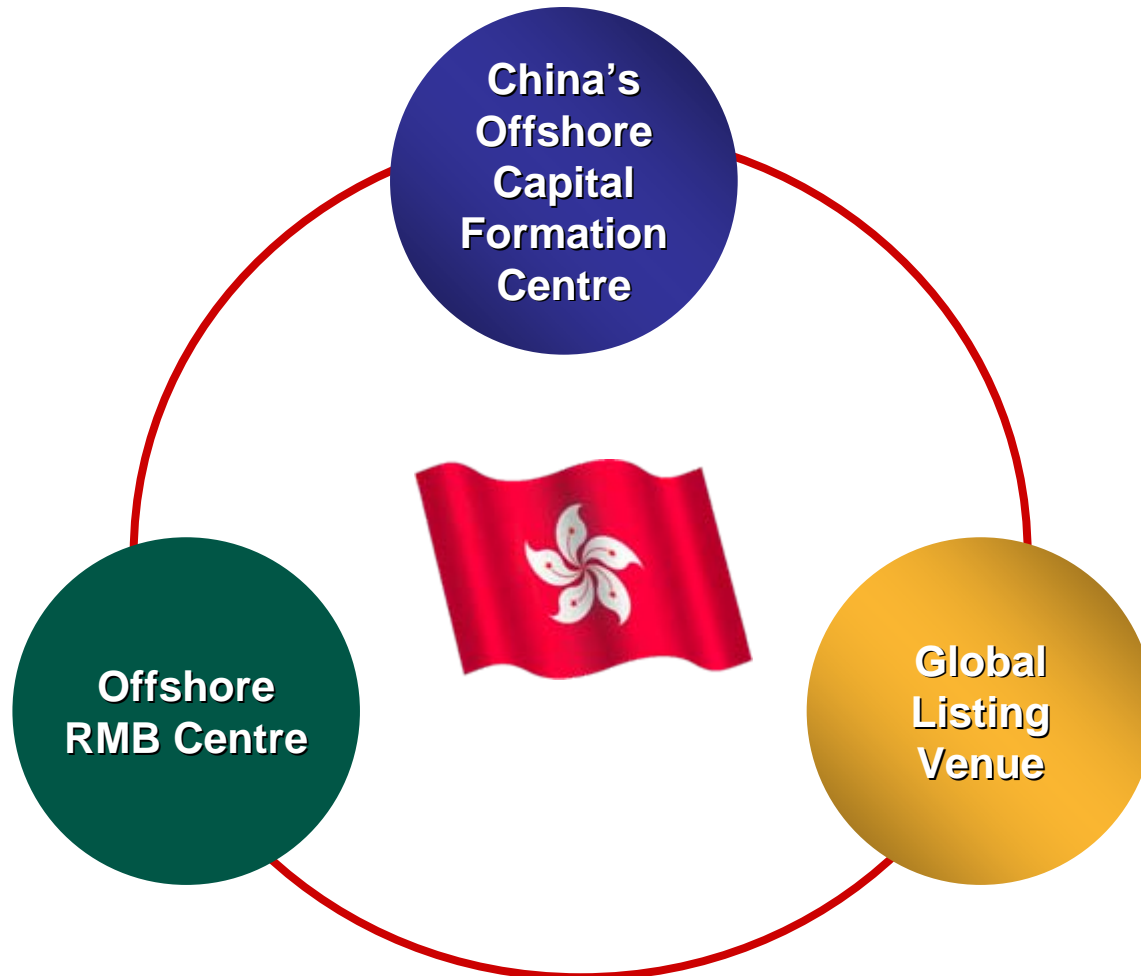 China’s
Offshore
Capital
Formation
Centre
Offshore
RMB Centre
Global
Listing
Venue